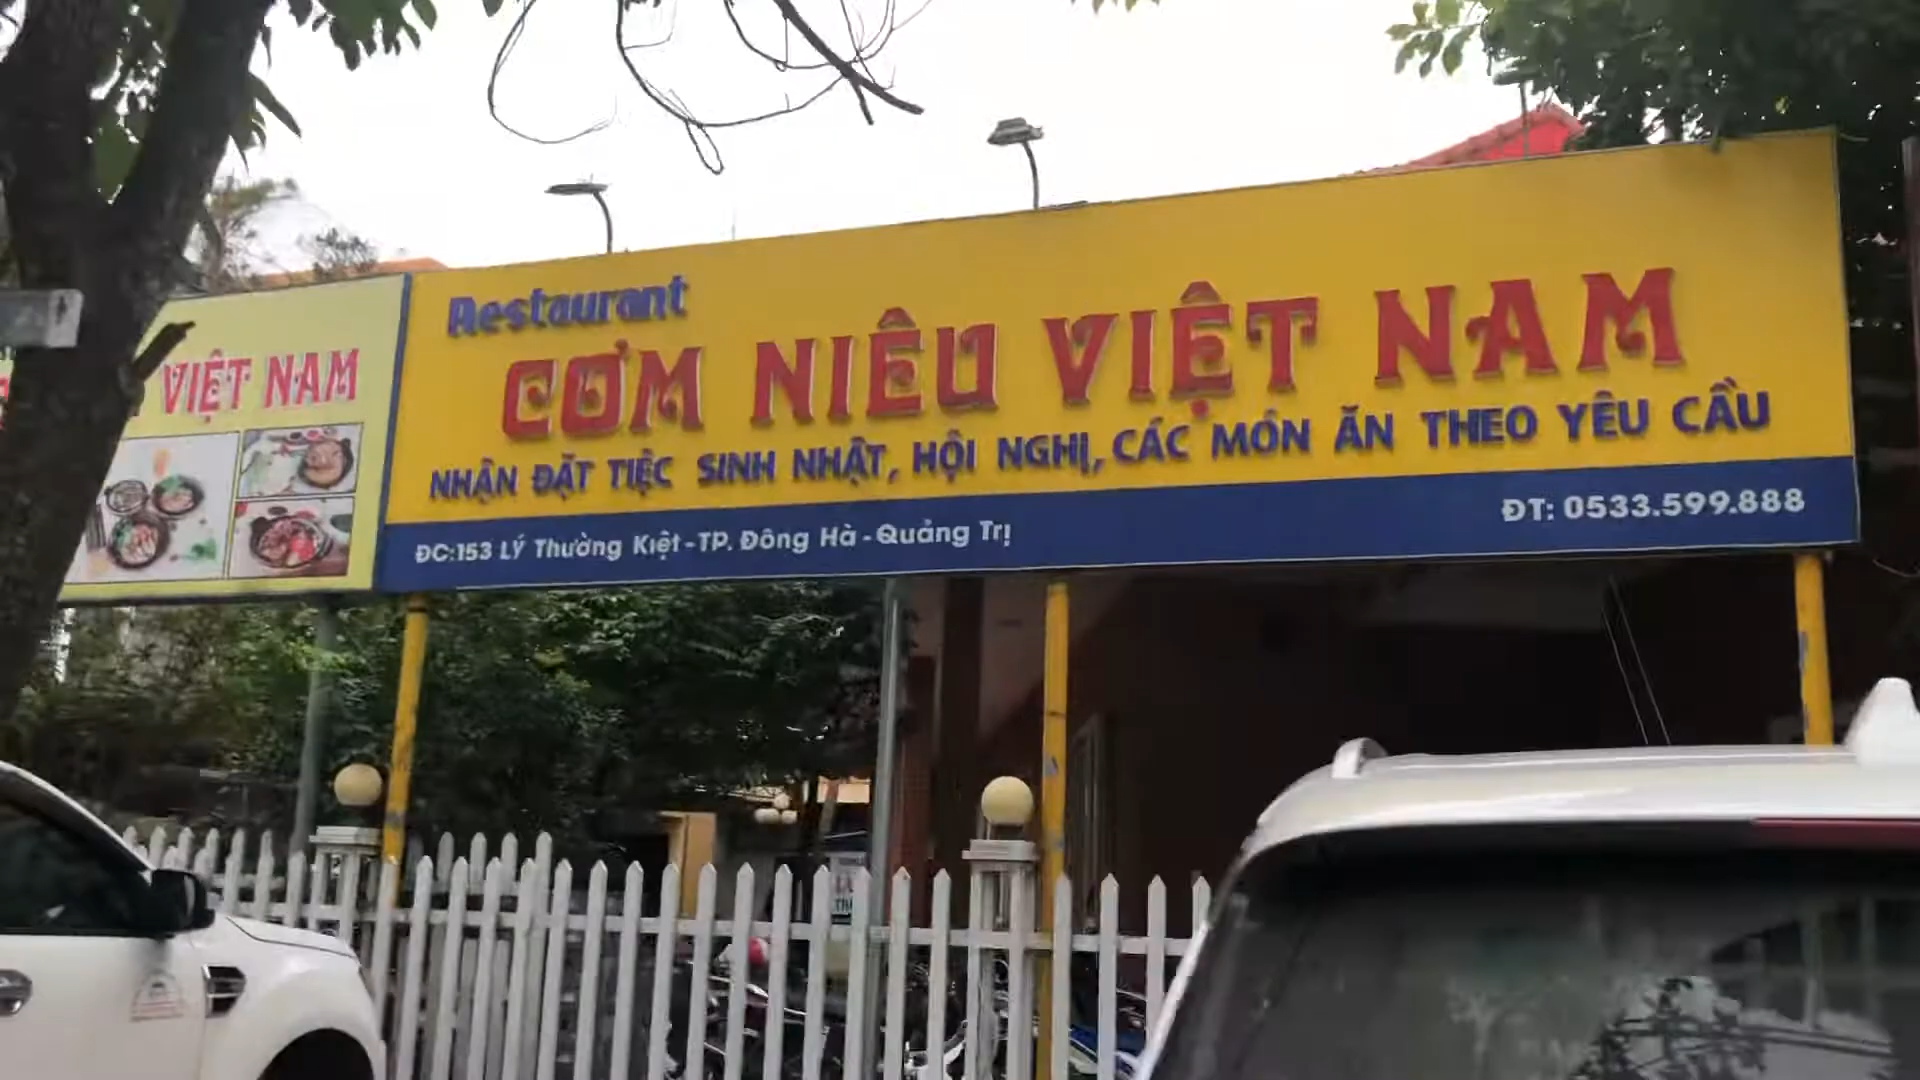 VIỆT NAM
Restaurant
CƠM NIÊU VIỆT NAM
NHẬN ĐẶT TIỆC SINH NHẬT, HỘI NGHỊ, CÁC MÓN ĂN THEO YÊU CẦU
ĐC:153 Lý Thường Kiệt-TP. Đông Hà-Quảng Trị
ĐT: 0533.599.888